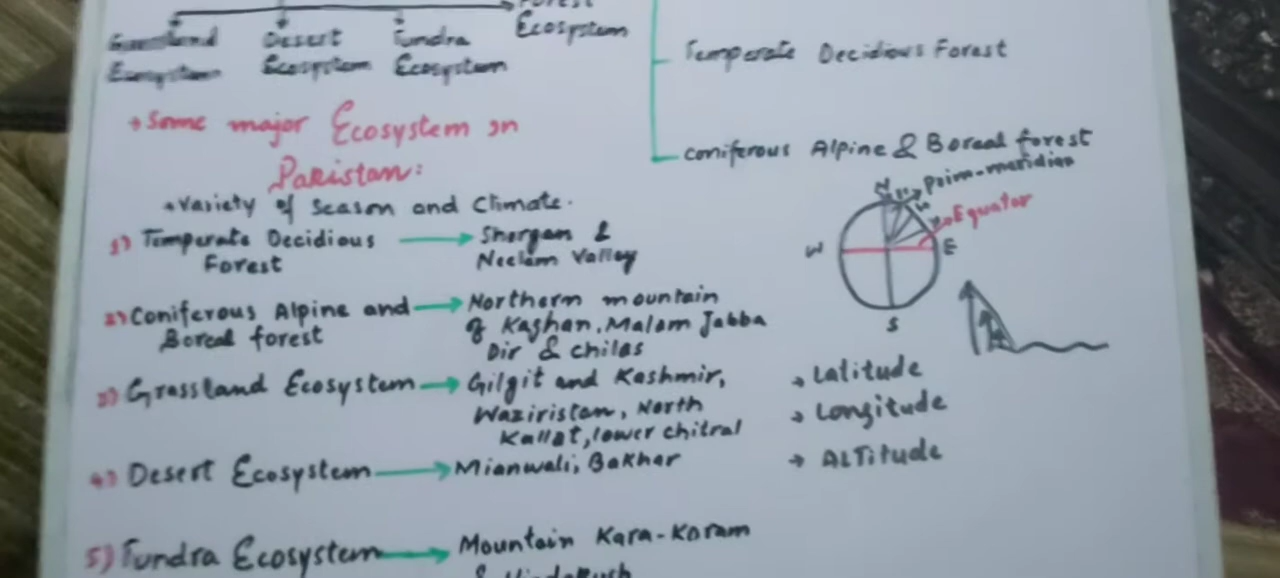 Forest
Ecosystem
Grassland
Ecosystem
Desert
Ecosystem
Tundra
Ecosystem
Temperate Decidious Forest
coniferous Alpine & Boreal forest
→ Some major Ecosystem in
Pakistan:
→ Variety of Season and Climate.
1) Temperate Decidious → Shorgan &
Forest Neelam Valley
2) Coniferous Alpine and → Northern mountain
Boreal forest of Kaghan, Malam Jabba
Dir & chilas
3) Grassland Ecosystem → Gilgit and Kashmir,
Waziristan, North
Kallat, lower chitral
4) Desert Ecosystem → Mianwali, Bakhar
5) Tundra Ecosystem → Mountain Kara-Koram
& HinduKush
N
Prim-meridian
Equator
W
E
S
→ Latitude
→ Longitude
→ ALTitude